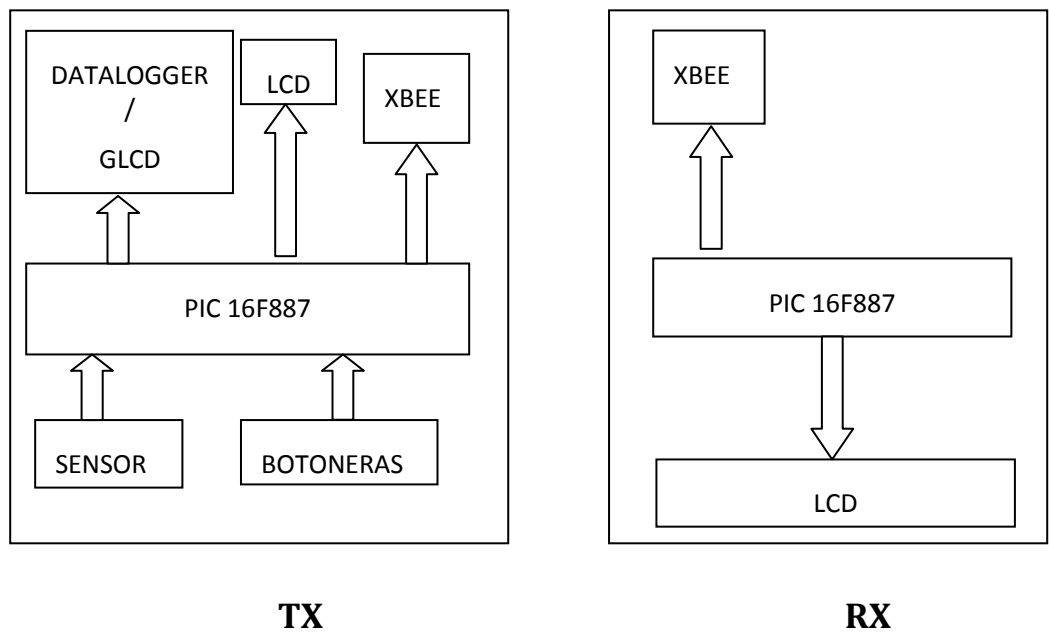 DATALOGGER
/
GLCD
LCD
XBEE
PIC 16F887
SENSOR
BOTONERAS
TX
XBEE
PIC 16F887
LCD
RX